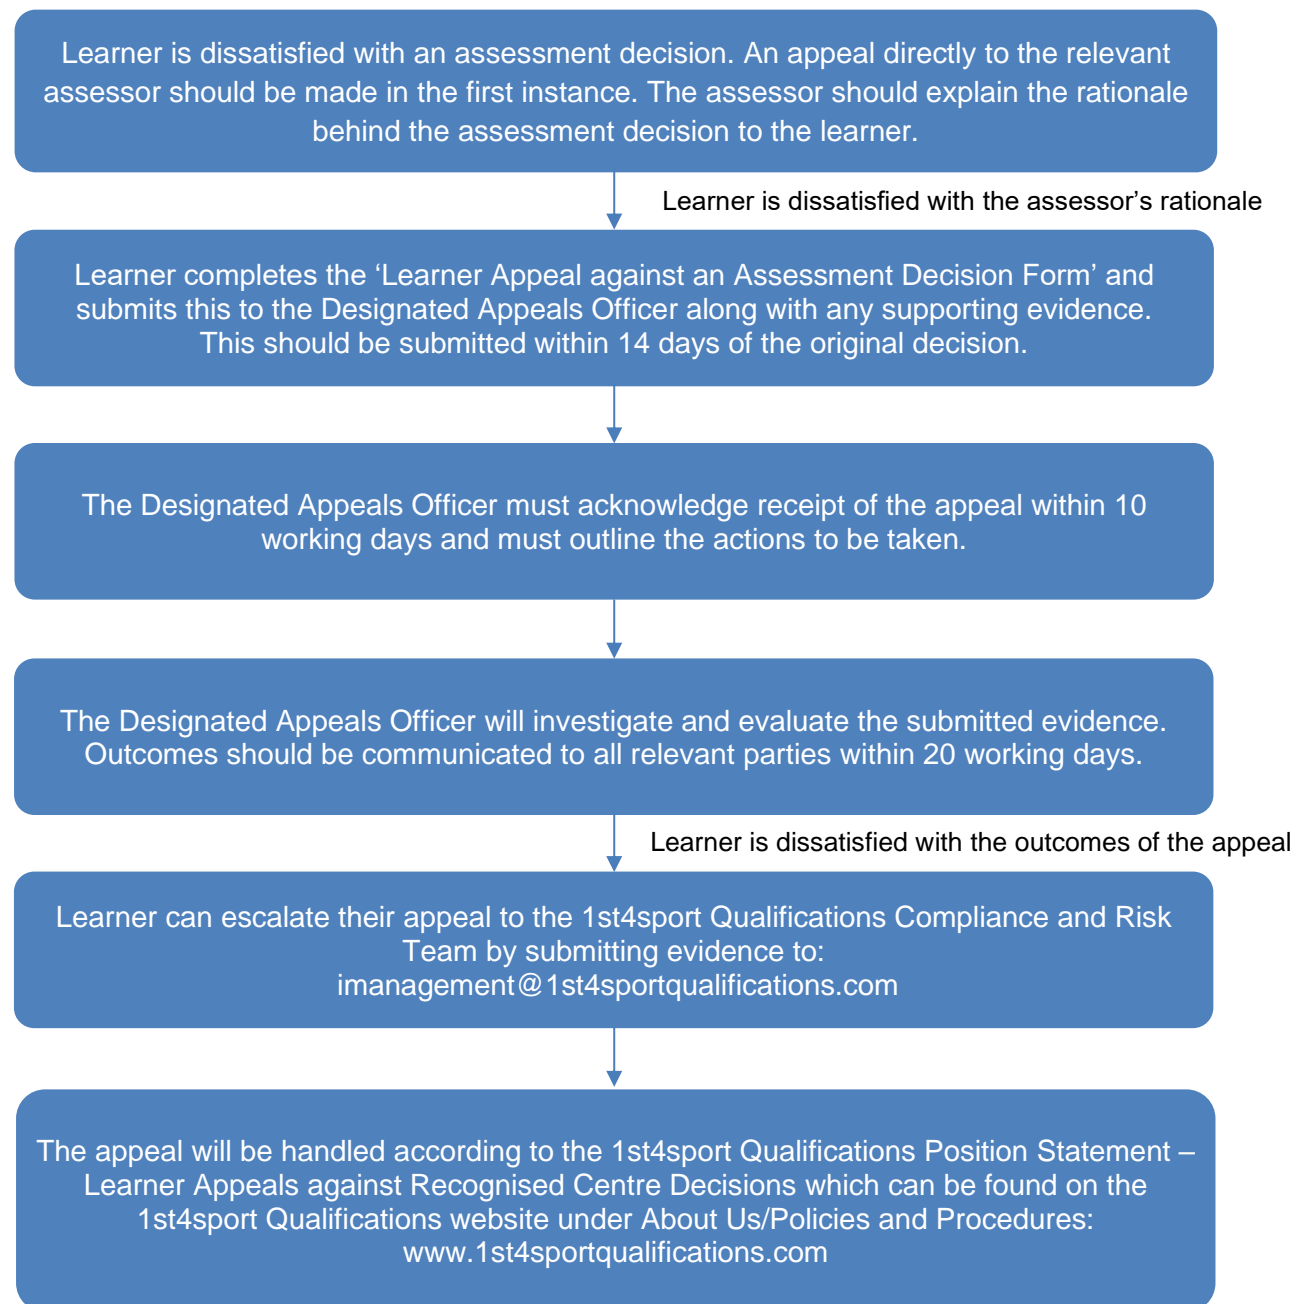 Learner is dissatisfied with an assessment decision. An appeal directly to the relevant
assessor should be made in the first instance. The assessor should explain the rationale
behind the assessment decision to the learner.
Learner is dissatisfied with the assessor’s rationale
Learner completes the ‘Learner Appeal against an Assessment Decision Form’ and
submits this to the Designated Appeals Officer along with any supporting evidence.
This should be submitted within 14 days of the original decision.
The Designated Appeals Officer must acknowledge receipt of the appeal within 10
working days and must outline the actions to be taken.
The Designated Appeals Officer will investigate and evaluate the submitted evidence.
Outcomes should be communicated to all relevant parties within 20 working days.
Learner is dissatisfied with the outcomes of the appeal
Learner can escalate their appeal to the 1st4sport Qualifications Compliance and Risk
Team by submitting evidence to:
imanagement@1st4sportqualifications.com
The appeal will be handled according to the 1st4sport Qualifications Position Statement –
Learner Appeals against Recognised Centre Decisions which can be found on the
1st4sport Qualifications website under About Us/Policies and Procedures:
www.1st4sportqualifications.com